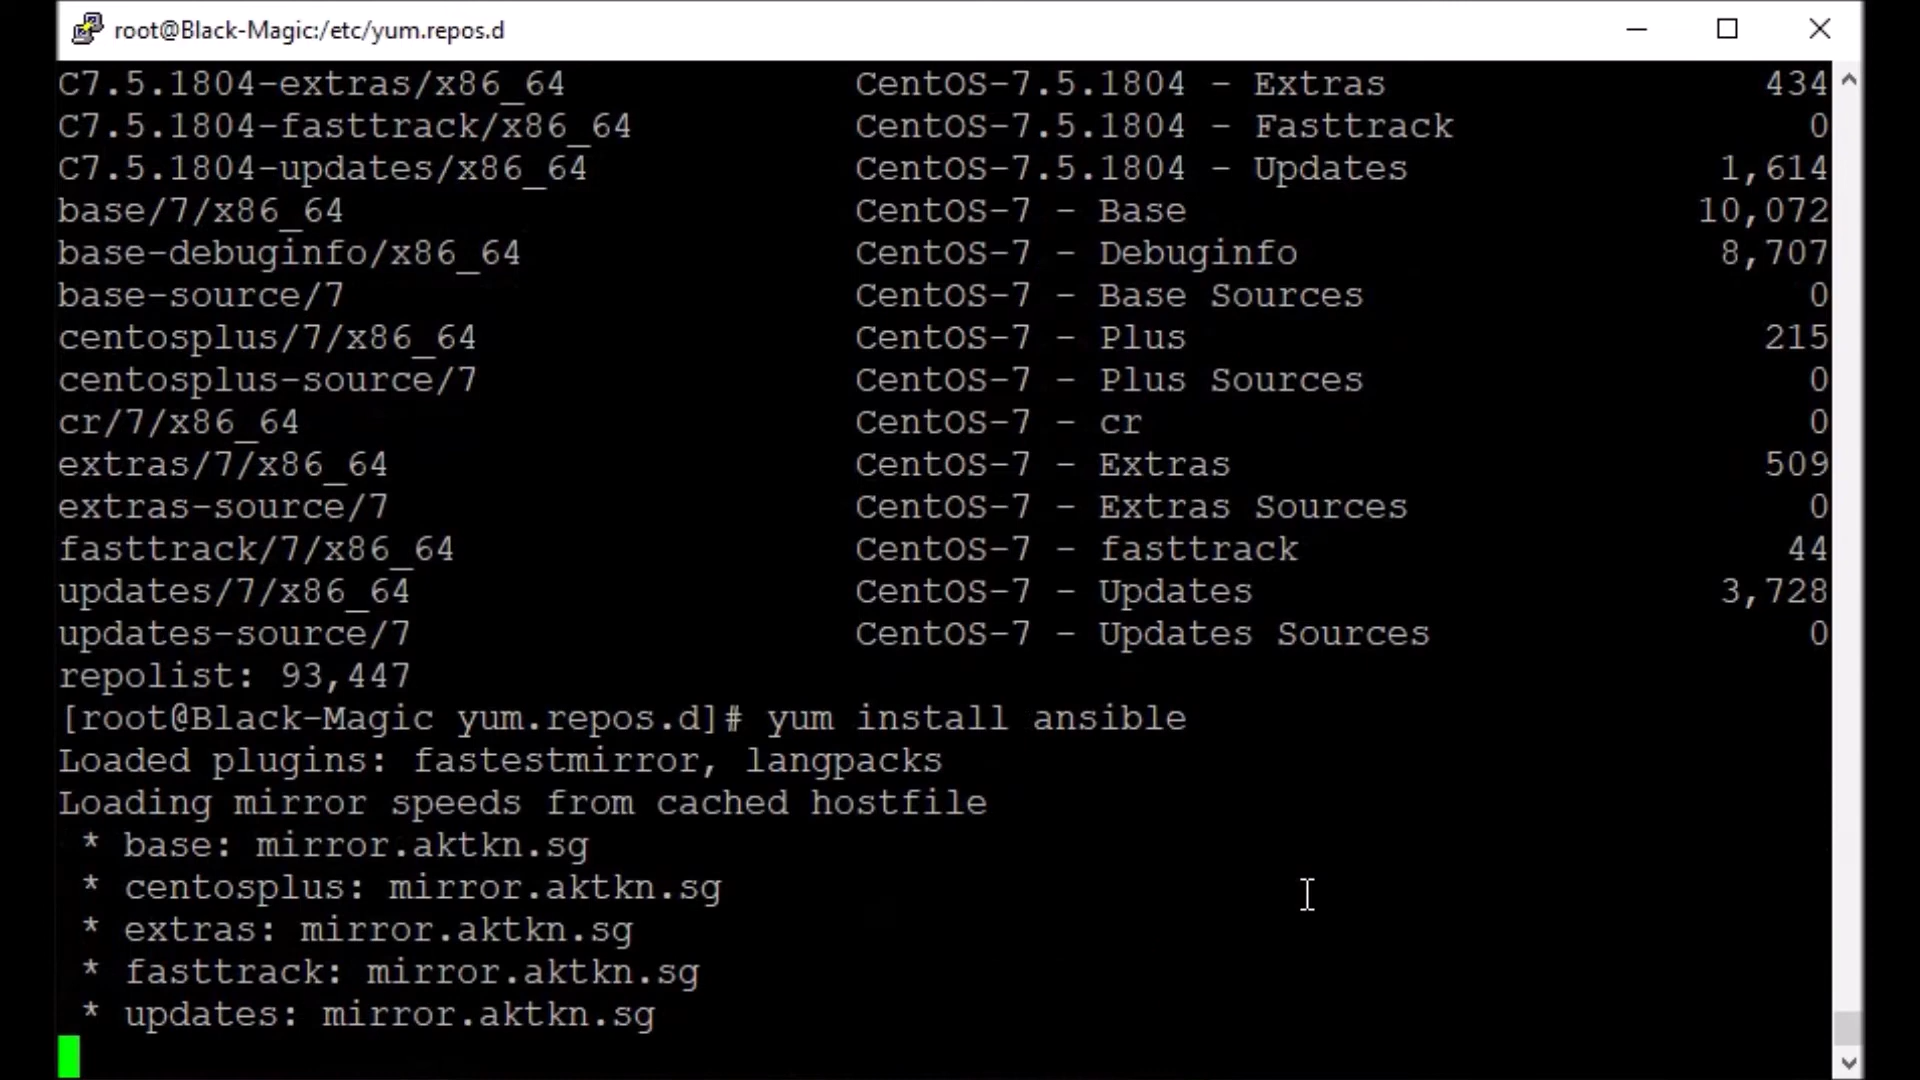 root@Black-Magic:/etc/yum.repos.d
C7.5.1804-extras/x86_64 CentOS-7.5.1804 - Extras 434
C7.5.1804-fasttrack/x86_64 CentOS-7.5.1804 - Fasttrack 0
C7.5.1804-updates/x86_64 CentOS-7.5.1804 - Updates 1,614
base/7/x86_64 CentOS-7 - Base 10,072
base-debuginfo/x86_64 CentOS-7 - Debuginfo 8,707
base-source/7 CentOS-7 - Base Sources 0
centosplus/7/x86_64 CentOS-7 - Plus 215
centosplus-source/7 CentOS-7 - Plus Sources 0
cr/7/x86_64 CentOS-7 - cr 0
extras/7/x86_64 CentOS-7 - Extras 509
extras-source/7 CentOS-7 - Extras Sources 0
fasttrack/7/x86_64 CentOS-7 - fasttrack 44
updates/7/x86_64 CentOS-7 - Updates 3,728
updates-source/7 CentOS-7 - Updates Sources 0
repolist: 93,447
[root@Black-Magic yum.repos.d]# yum install ansible
Loaded plugins: fastestmirror, langpacks
Loading mirror speeds from cached hostfile
 * base: mirror.aktkn.sg
 * centosplus: mirror.aktkn.sg
 * extras: mirror.aktkn.sg
 * fasttrack: mirror.aktkn.sg
 * updates: mirror.aktkn.sg